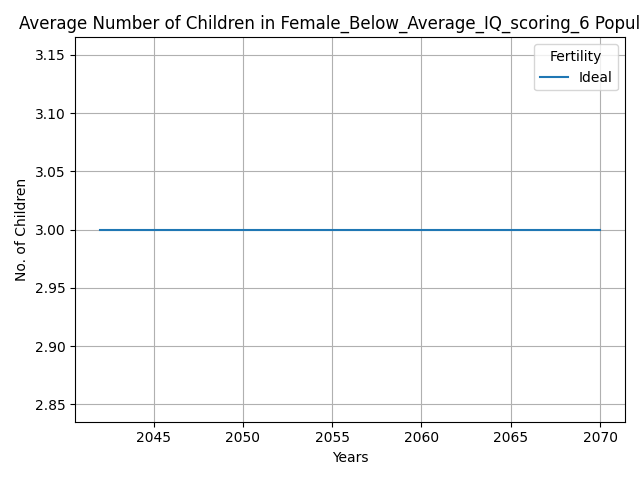 Average Number of Children in Female_Below_Average_IQ_scoring_6 Popul
Fertility
Ideal
3.15
3.10
3.05
3.00
2.95
2.90
2.85
No. of Children
2045 2050 2055 2060 2065 2070
Years